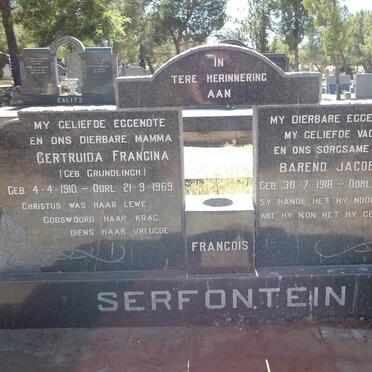 CALITZ
IN
TERE HERINNERING
AAN
MY GELIEFDE EGGENOTE
EN ONS DIERBARE MAMMA
GERTRUIDA FRANCINA
(GEB. GRUNDLINGH)
GEB. 4-4-1910 - OORL. 21-9-1969
CHRISTUS WAS HAAR LEWE
GODSWOORD HAAR KRAG
DIENS HAAR VREUGDE
MY DIERBARE EGGE
MY GELIEFDE VA
EN ONS SORGSAME
BAREND JACOB
GEB. 30-7-1918 - OORL.
SY HANDE HET HY NOO
WAT HY KON HET HY GE
FRANCOIS
SERFONTEIN